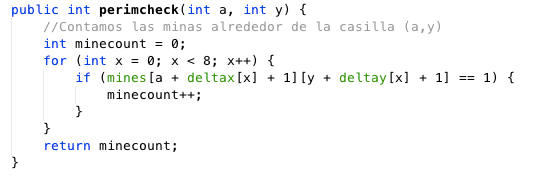 public int perimcheck(int a, int y) {
    //Contamos las minas alrededor de la casilla (a,y)
    int minecount = 0;
    for (int x = 0; x < 8; x++) {
        if (mines[a + deltax[x] + 1][y + deltay[x] + 1] == 1) {
            minecount++;
        }
    }
    return minecount;
}